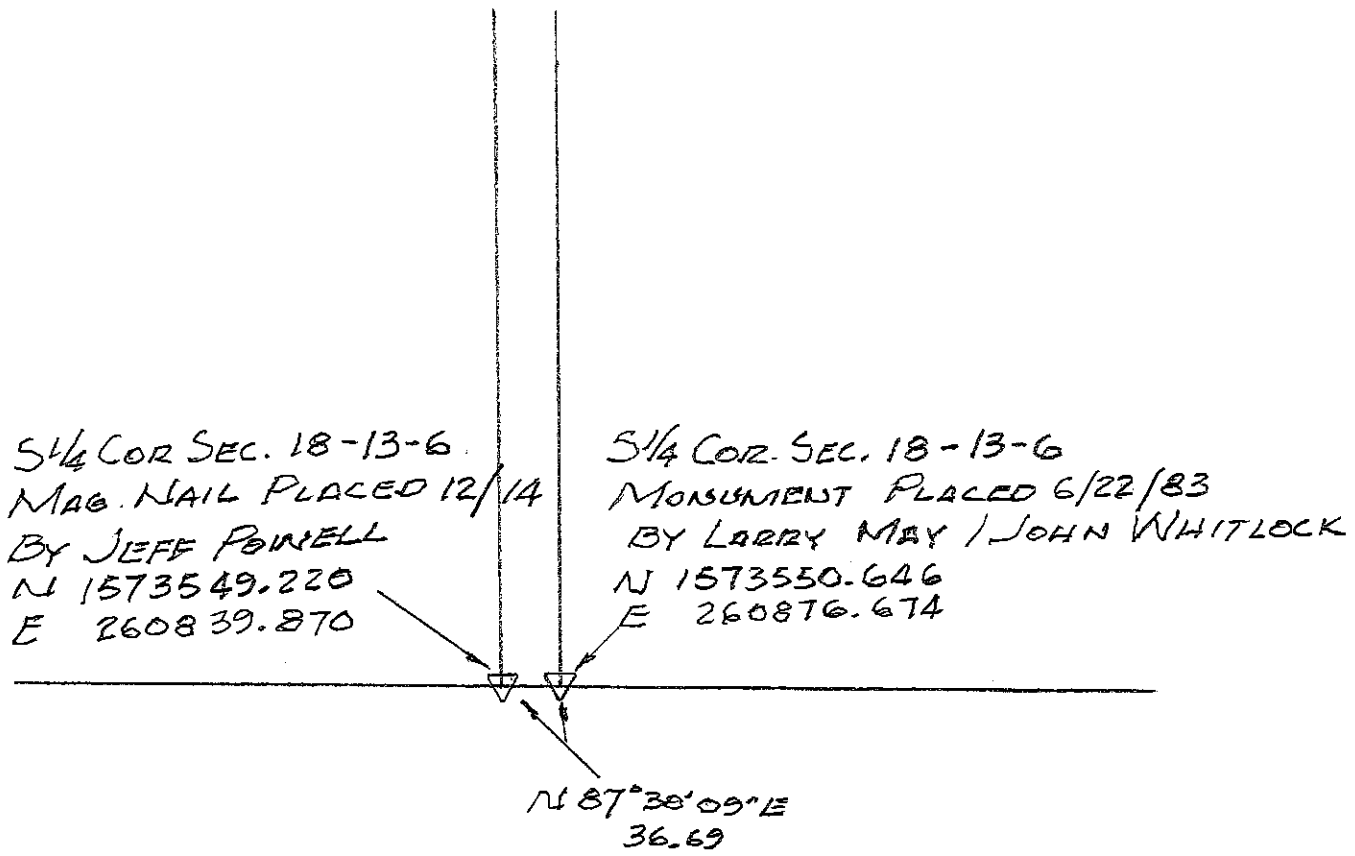 S1/4 COR SEC. 18-13-6
MAG. NAIL PLACED 12/14
BY JEFF POWELL
N 1573549.220
E 260839.870
S1/4 COR. SEC. 18-13-6
MONUMENT PLACED 6/22/83
BY LARRY MAY / JOHN WHITLOCK
N 1573550.646
E 260876.674
N 87°30'09"E
36.69